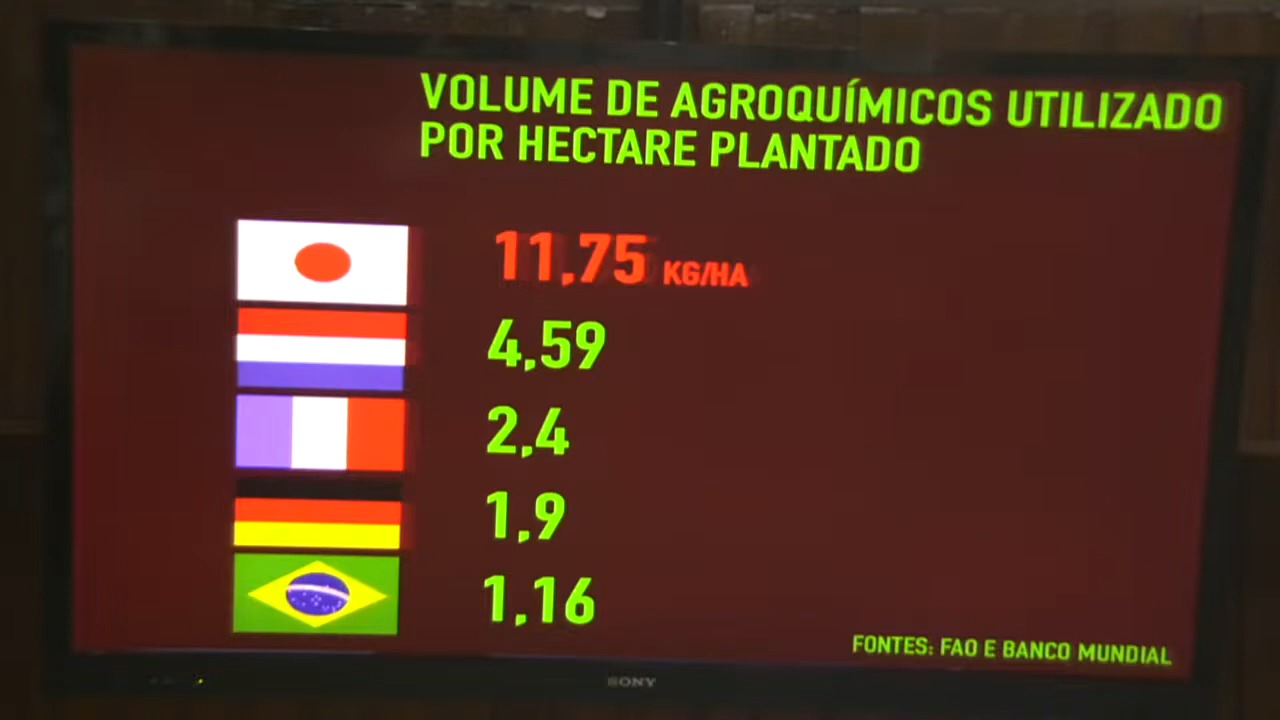 VOLUME DE AGROQUÍMICOS UTILIZADO
POR HECTARE PLANTADO
11,75 KG/HA
4,59
2,4
1,9
1,16
FONTES: FAO E BANCO MUNDIAL
SONY